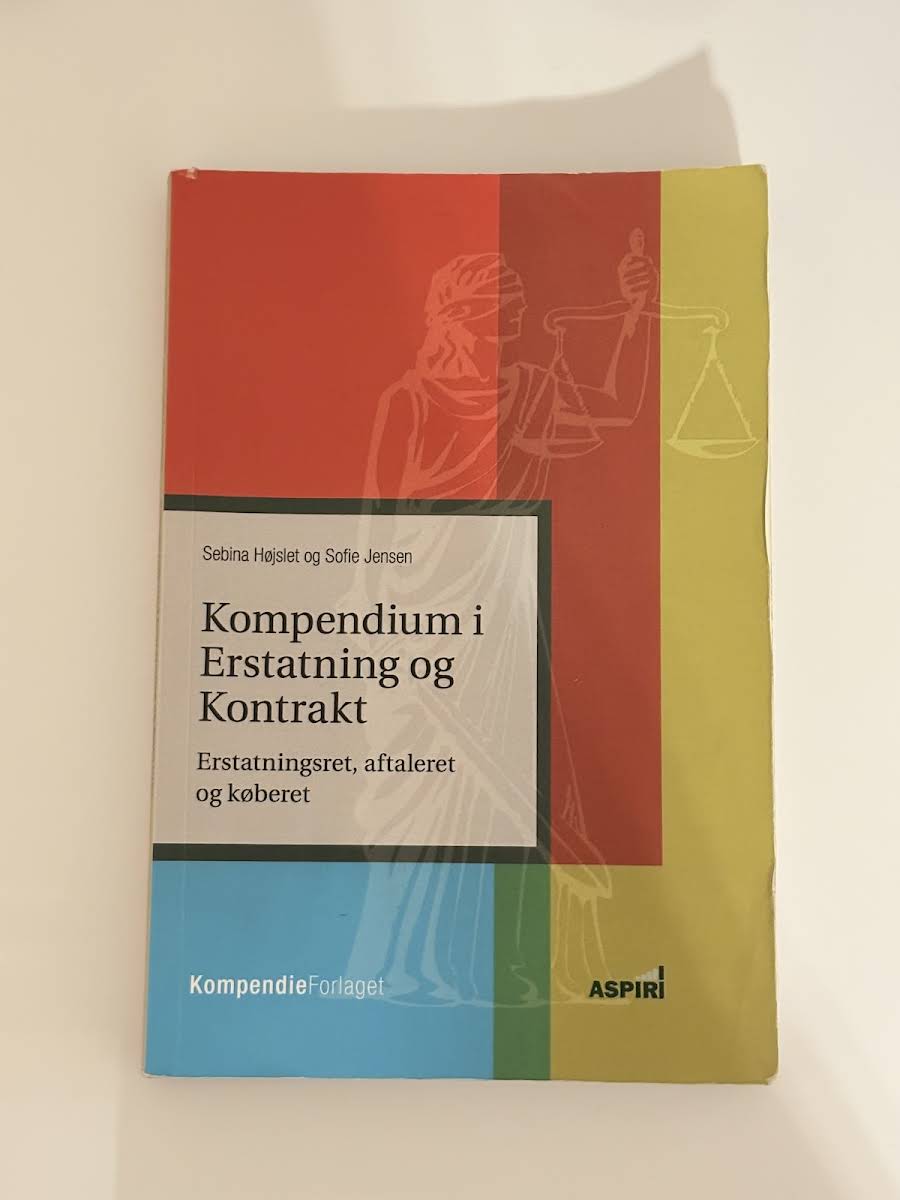 Sebina Højslet og Sofie Jensen
Kompendium i
Erstatning og
Kontrakt
Erstatningsret, aftaleret
og køberet
KompendieForlaget
ASPIRI